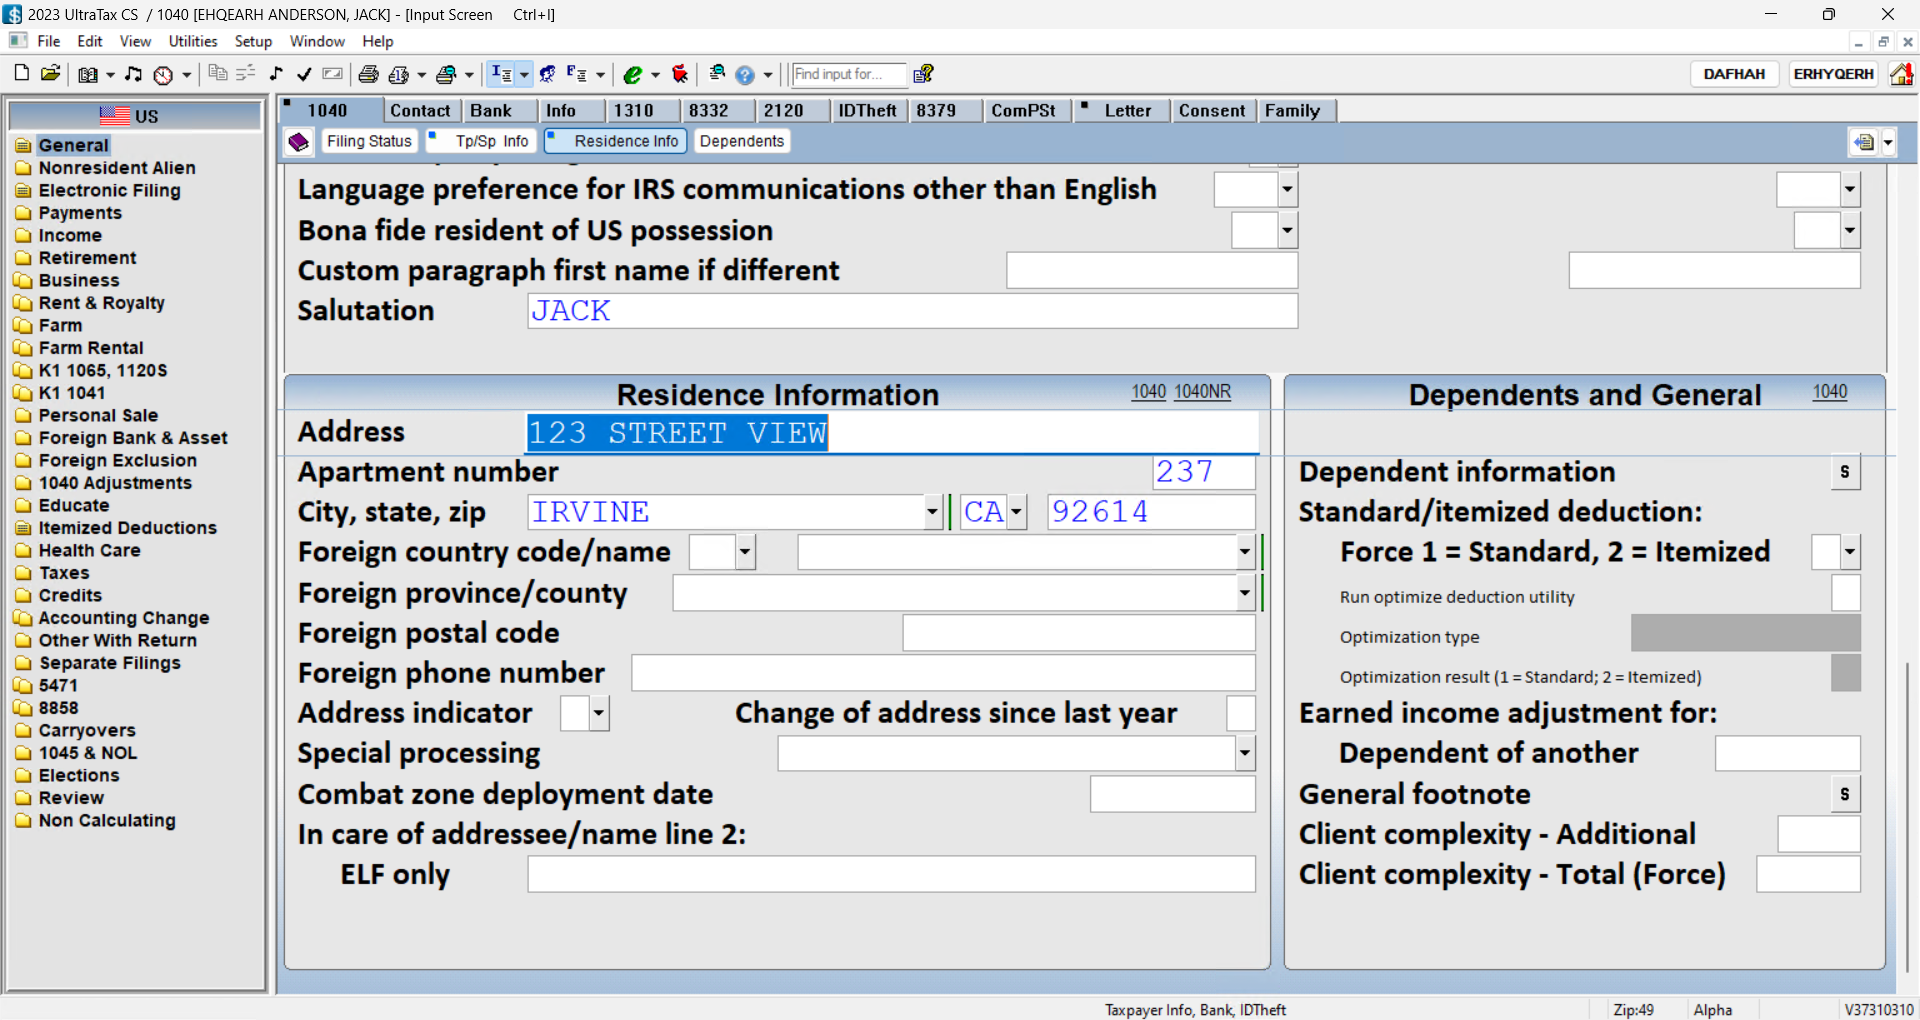 2023 UltraTax CS / 1040 [EHQEARH ANDERSON, JACK] - [Input Screen Ctrl+I]
File Edit View Utilities Setup Window Help
Find input for...
DAFHAH ERHYQERH
US
General
Nonresident Alien
Electronic Filing
Payments
Income
Retirement
Business
Rent & Royalty
Farm
Farm Rental
K1 1065, 1120S
K1 1041
Personal Sale
Foreign Bank & Asset
Foreign Exclusion
1040 Adjustments
Educate
Itemized Deductions
Health Care
Taxes
Credits
Accounting Change
Other With Return
Separate Filings
5471
8858
Carryovers
1045 & NOL
Elections
Review
Non Calculating
1040 Contact Bank Info 1310 8332 2120 IDTheft 8379 ComPSt Letter Consent Family
Filing Status Tp/Sp Info Residence Info Dependents
Language preference for IRS communications other than English
Bona fide resident of US possession
Custom paragraph first name if different
Salutation JACK
Residence Information 1040 1040NR
Address 123 STREET VIEW
Apartment number 237
City, state, zip IRVINE CA 92614
Foreign country code/name
Foreign province/county
Foreign postal code
Foreign phone number
Address indicator Change of address since last year
Special processing
Combat zone deployment date
In care of addressee/name line 2:
ELF only
Dependents and General 1040
Dependent information S
Standard/itemized deduction:
Force 1 = Standard, 2 = Itemized
Run optimize deduction utility
Optimization type
Optimization result (1 = Standard; 2 = Itemized)
Earned income adjustment for:
Dependent of another
General footnote S
Client complexity - Additional
Client complexity - Total (Force)
Taxpayer Info, Bank, IDTheft Zip:49 Alpha V37310310